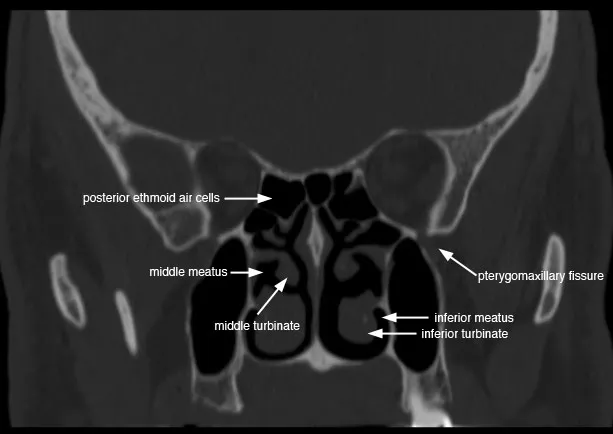 posterior ethmoid air cells
middle meatus
pterygomaxillary fissure
middle turbinate
inferior meatus
inferior turbinate